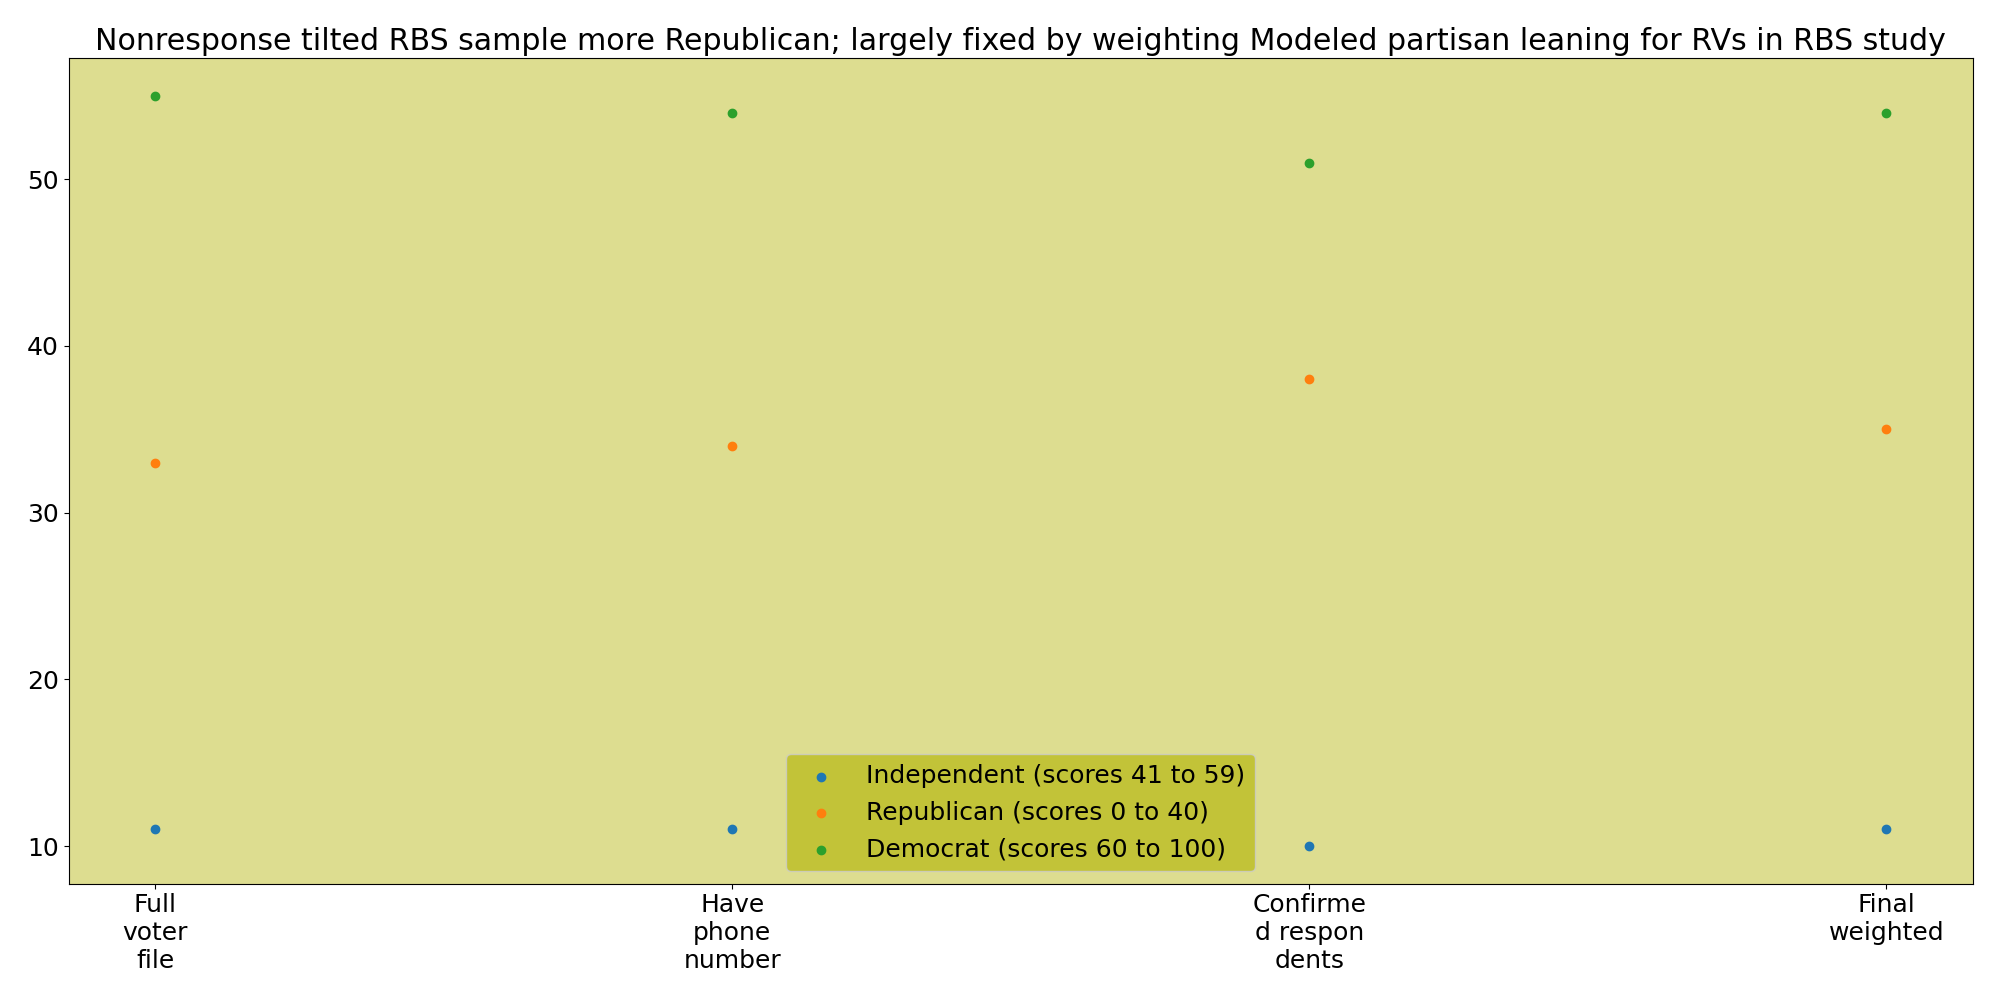 Nonresponse tilted RBS sample more Republican; largely fixed by weighting Modeled partisan leaning for RVs in RBS study
50
40
30
20
10
Independent (scores 41 to 59)
Republican (scores 0 to 40)
Democrat (scores 60 to 100)
Full
voter
file
Have
phone
number
Confirme
d respon
dents
Final
weighted